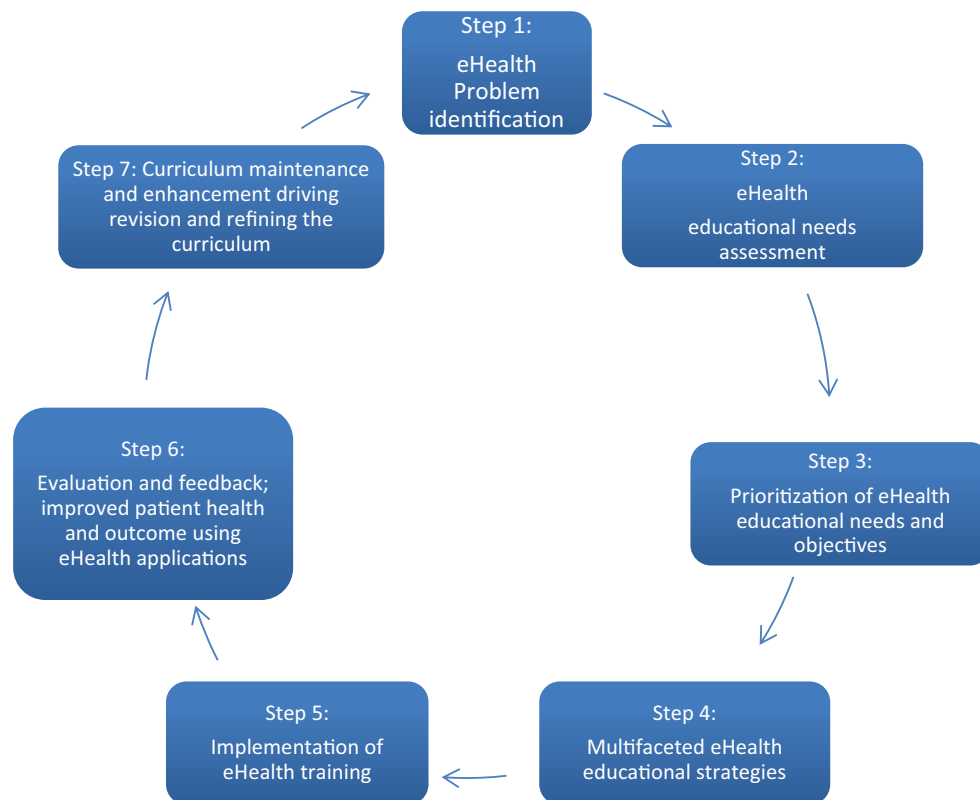 Step 1:
eHealth
Problem
identification
Step 2:
eHealth
educational needs
assessment
Step 3:
Prioritization of eHealth
educational needs and
objectives
Step 4:
Multifaceted eHealth
educational strategies
Step 5:
Implementation of
eHealth training
Step 6:
Evaluation and feedback;
improved patient health
and outcome using
eHealth applications
Step 7: Curriculum maintenance
and enhancement driving
revision and refining the
curriculum